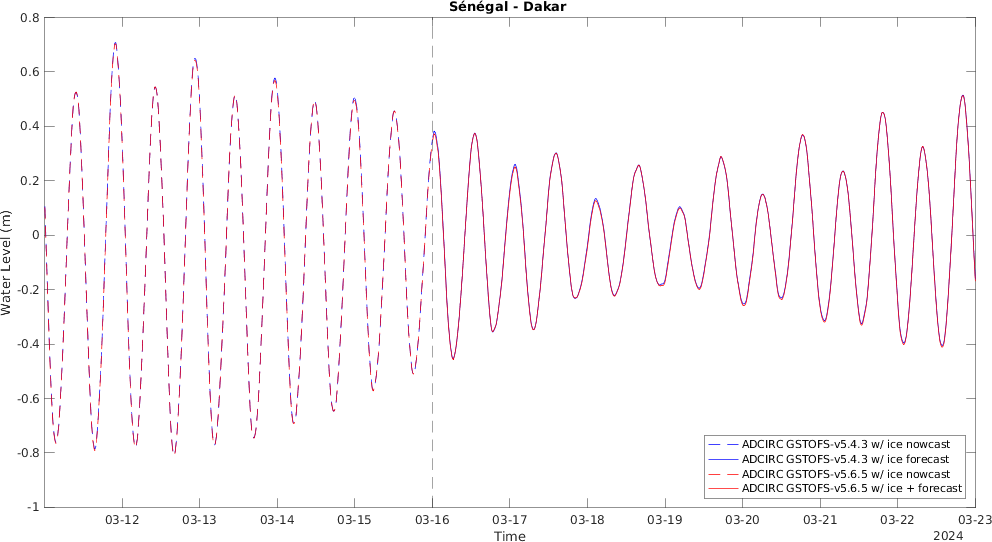 Sénégal - Dakar
0.8
0.6
0.4
0.2
0
-0.2
-0.4
-0.6
-0.8
-1
Water Level (m)
ADCIRC GSTOFS-v5.4.3 w/ ice nowcast
ADCIRC GSTOFS-v5.4.3 w/ ice forecast
ADCIRC GSTOFS-v5.6.5 w/ ice nowcast
ADCIRC GSTOFS-v5.6.5 w/ ice + forecast
03-12 03-13 03-14 03-15 03-16 03-17 03-18 03-19 03-20 03-21 03-22 03-23
Time
2024